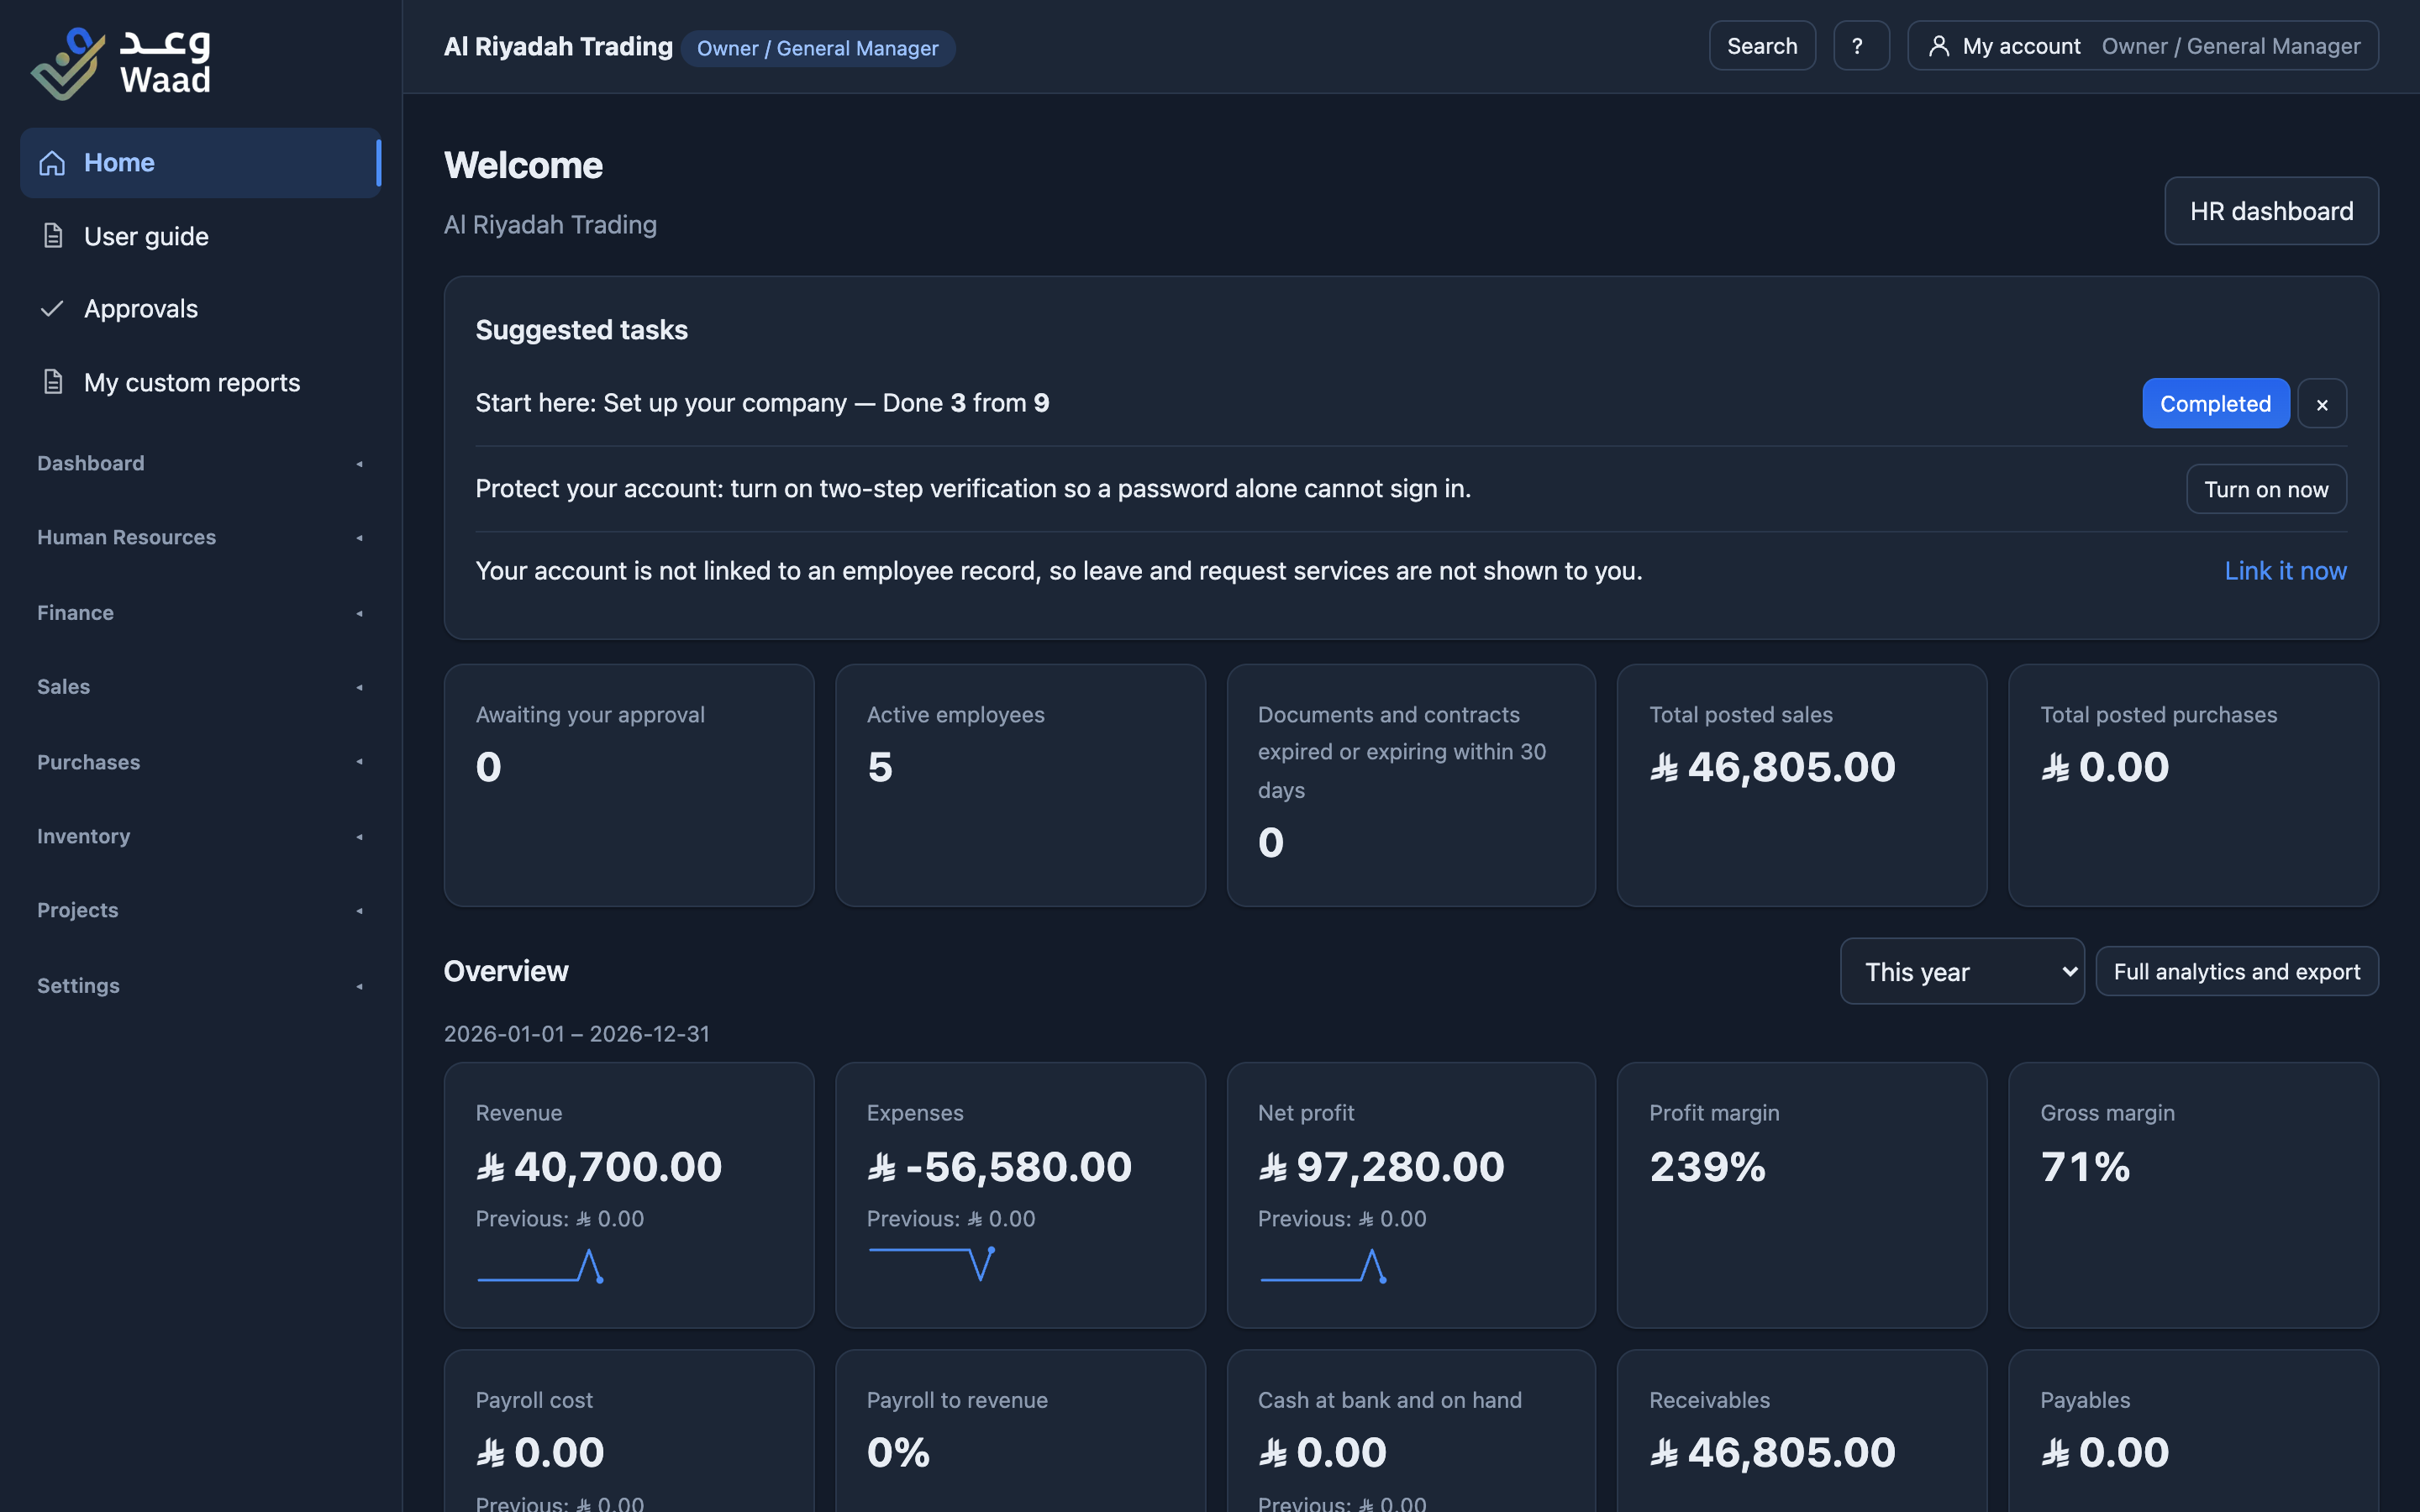 وعد
Waad
Home
User guide
Approvals
My custom reports
Dashboard
Human Resources
Finance
Sales
Purchases
Inventory
Projects
Settings
Al Riyadah Trading Owner / General Manager
Search ? My account Owner / General Manager
Welcome
Al Riyadah Trading
HR dashboard
Suggested tasks
Start here: Set up your company — Done 3 from 9
Completed ×
Protect your account: turn on two-step verification so a password alone cannot sign in.
Turn on now
Your account is not linked to an employee record, so leave and request services are not shown to you.
Link it now
Awaiting your approval
0
Active employees
5
Documents and contracts
expired or expiring within 30
days
0
Total posted sales
⃁ 46,805.00
Total posted purchases
⃁ 0.00
Overview
This year
Full analytics and export
2026-01-01 – 2026-12-31
Revenue
⃁ 40,700.00
Previous: ⃁ 0.00
Expenses
⃁ -56,580.00
Previous: ⃁ 0.00
Net profit
⃁ 97,280.00
Previous: ⃁ 0.00
Profit margin
239%
Gross margin
71%
Payroll cost
⃁ 0.00
Previous: ⃁ 0.00
Payroll to revenue
0%
Cash at bank and on hand
⃁ 0.00
Previous: ⃁ 0.00
Receivables
⃁ 46,805.00
Payables
⃁ 0.00